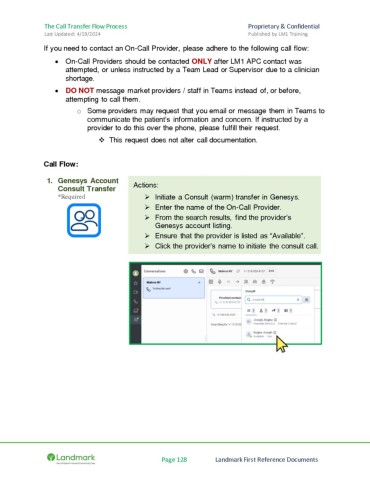 The Call Transfer Flow Process
Proprietary & Confidential
Last Updated: 4/19/2024
Published by LM1 Training
If you need to contact an On-Call Provider, please adhere to the following call flow:
• On-Call Providers should be contacted ONLY after LM1 APC contact was
attempted, or unless instructed by a Team Lead or Supervisor due to a clinician
shortage.
• DO NOT message market providers / staff in Teams instead of, or before,
attempting to call them.
o Some providers may request that you email or message them in Teams to
communicate the patient's information and concern. If instructed by a
provider to do this over the phone, please fulfill their request.
❖ This request does not alter call documentation.
Call Flow:
1. Genesys Account
Consult Transfer
*Required
Actions:
➢ Initiate a Consult (warm) transfer in Genesys.
➢ Enter the name of the On-Call Provider.
➢ From the search results, find the provider's
Genesys account listing.
➢ Ensure that the provider is listed as "Available".
➢ Click the provider's name to initiate the consult call.
Conversations
Consult
Landmark
Page 128
Landmark First Reference Documents